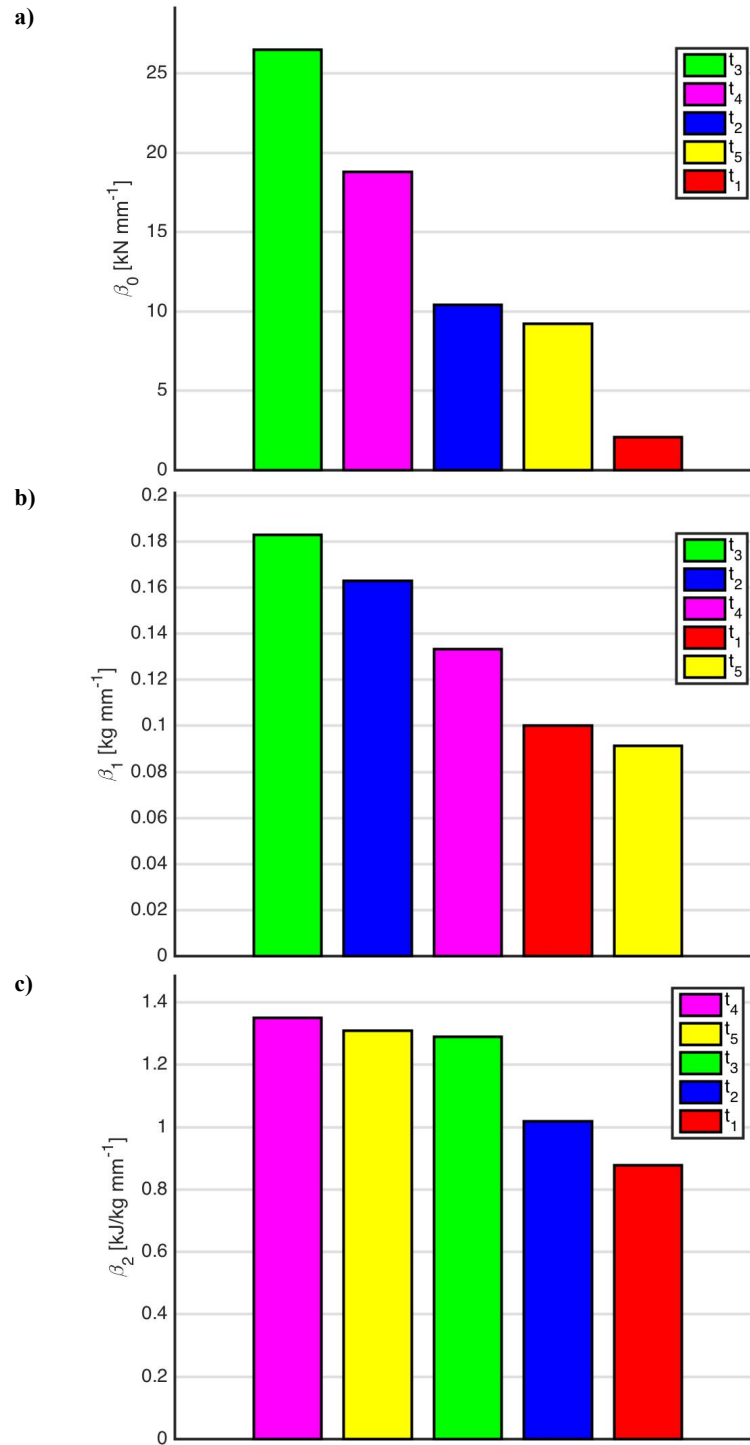 a)
β₀ [kN mm⁻¹]
25
20
15
10
5
0
t₃
t₄
t₂
t₅
t₁
b)
β₁ [kg mm⁻¹]
0.2
0.18
0.16
0.14
0.12
0.1
0.08
0.06
0.04
0.02
0
t₃
t₂
t₄
t₁
t₅
c)
β₂ [kJ/kg mm⁻¹]
1.4
1.2
1
0.8
0.6
0.4
0.2
0
t₄
t₅
t₃
t₂
t₁